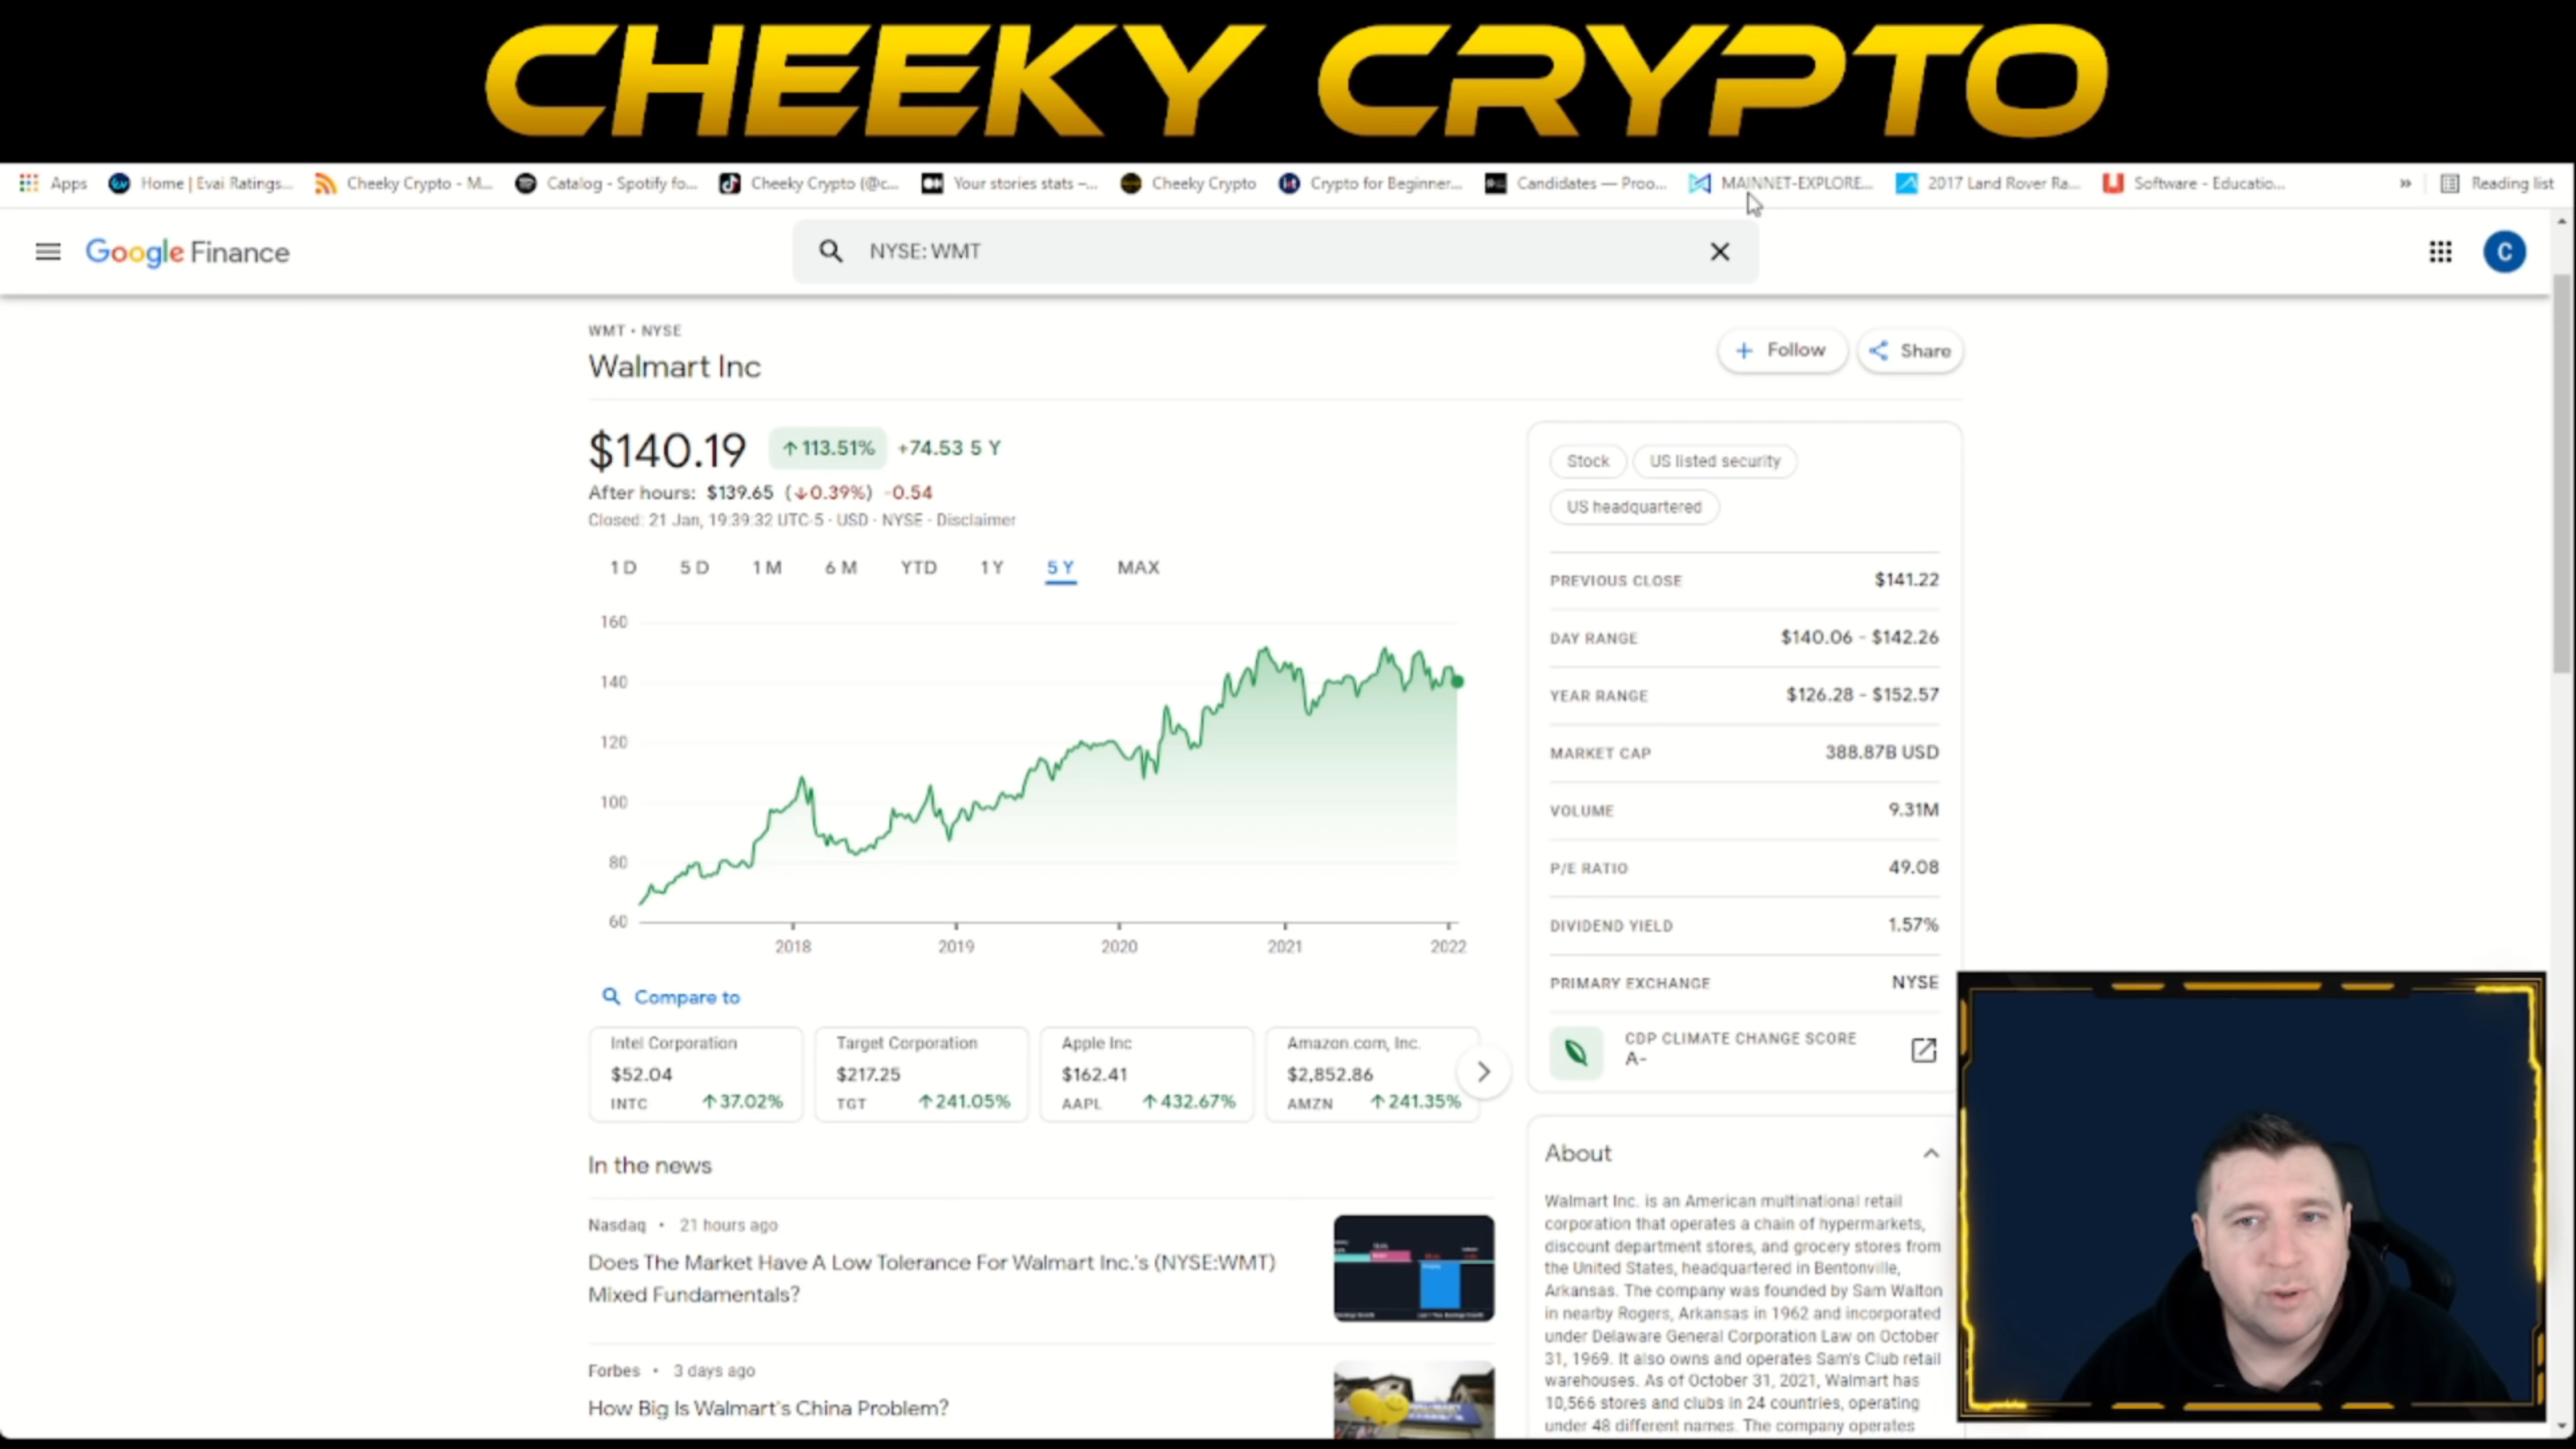 CHEEKY CRYPTO
Apps Home | Evai Ratings... Cheeky Crypto - M... Catalog - Spotify fo... Cheeky Crypto (@c... Your stories stats –... Cheeky Crypto Crypto for Beginner... Candidates — Proo... MAINNET-EXPLORE... 2017 Land Rover Ra... Software - Educatio... » Reading list
Google Finance
NYSE: WMT
C
WMT • NYSE
Walmart Inc
Follow
Share
$140.19 ↑113.51% +74.53 5 Y
After hours: $139.65 (↓0.39%) -0.54
Closed: 21 Jan, 19:39:32 UTC-5 · USD · NYSE · Disclaimer
1 D 5 D 1 M 6 M YTD 1 Y 5 Y MAX
160
140
120
100
80
60
2018 2019 2020 2021 2022
Stock US listed security
US headquartered
PREVIOUS CLOSE $141.22
DAY RANGE $140.06 - $142.26
YEAR RANGE $126.28 - $152.57
MARKET CAP 388.87B USD
VOLUME 9.31M
P/E RATIO 49.08
DIVIDEND YIELD 1.57%
PRIMARY EXCHANGE NYSE
CDP CLIMATE CHANGE SCORE
A-
Compare to
Intel Corporation
$52.04
INTC ↑37.02%
Target Corporation
$217.25
TGT ↑241.05%
Apple Inc
$162.41
AAPL ↑432.67%
Amazon.com, Inc.
$2,852.86
AMZN ↑241.35%
In the news
Nasdaq • 21 hours ago
Does The Market Have A Low Tolerance For Walmart Inc.'s (NYSE:WMT)
Mixed Fundamentals?
Forbes • 3 days ago
How Big Is Walmart's China Problem?
About
Walmart Inc. is an American multinational retail
corporation that operates a chain of hypermarkets,
discount department stores, and grocery stores from
the United States, headquartered in Bentonville,
Arkansas. The company was founded by Sam Walton
in nearby Rogers, Arkansas in 1962 and incorporated
under Delaware General Corporation Law on October
31, 1969. It also owns and operates Sam's Club retail
warehouses. As of October 31, 2021, Walmart has
10,566 stores and clubs in 24 countries, operating
under 48 different names. The company operates